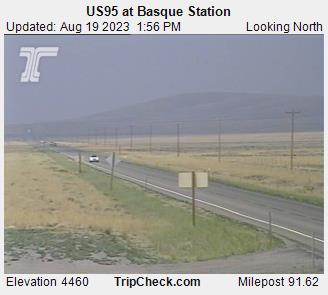 US95 at Basque Station
Updated: Aug 19 2023 1:56 PM Looking North
Elevation 4460 TripCheck.com Milepost 91.62